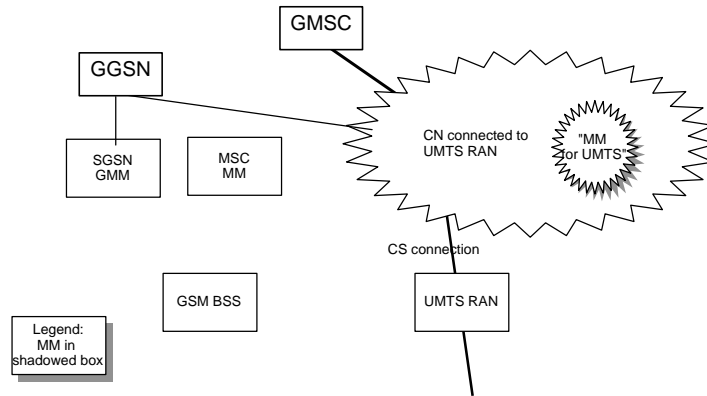 GMSC
GGSN
SGSN
GMM
MSC
MM
CN connected to
UMTS RAN
"MM
for UMTS"
CS connection
GSM BSS
UMTS RAN
Legend:
MM in
shadowed box